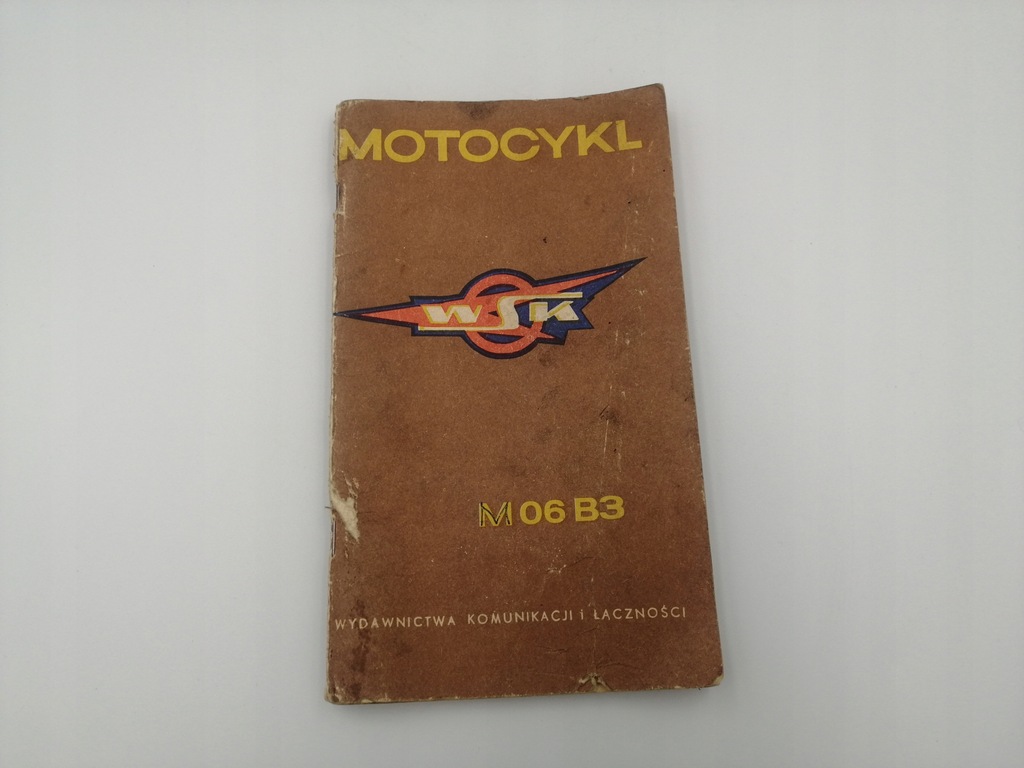 MOTOCYKL
WSK
M 06 B3
WYDAWNICTWA KOMUNIKACJI i ŁĄCZNOŚCI